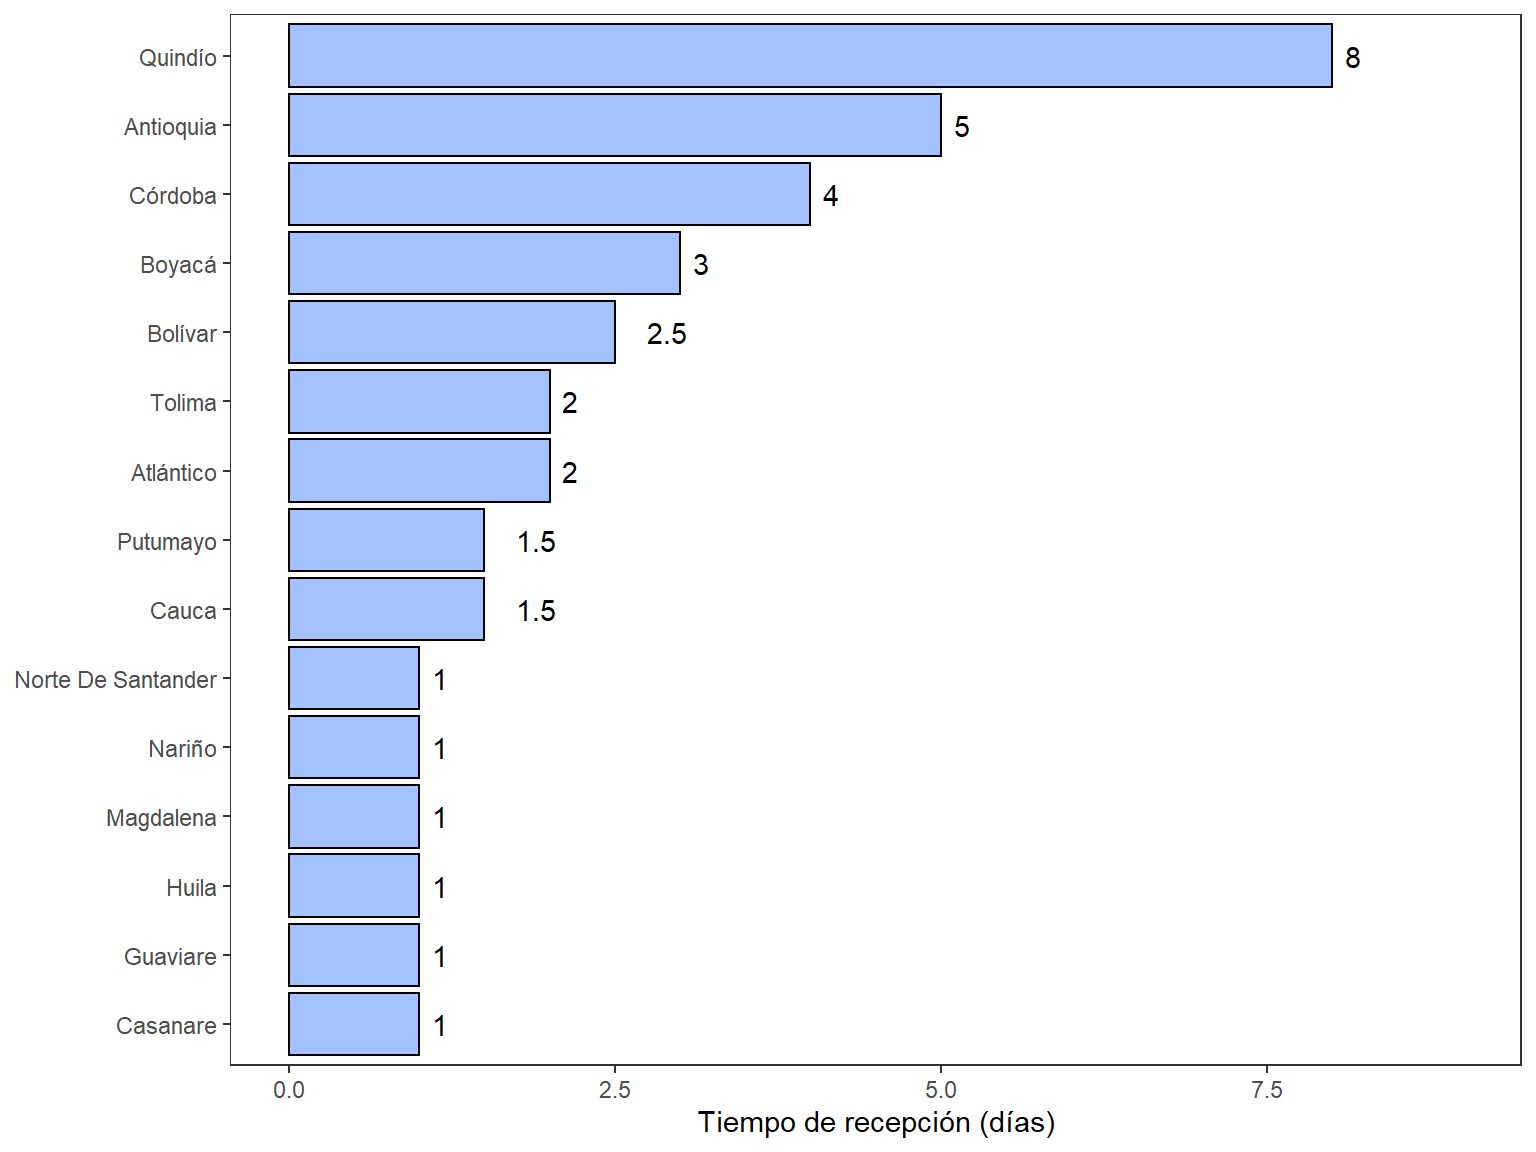 Quindío 8
Antioquia 5
Córdoba 4
Boyacá 3
Bolívar 2.5
Tolima 2
Atlántico 2
Putumayo 1.5
Cauca 1.5
Norte De Santander 1
Nariño 1
Magdalena 1
Huila 1
Guaviare 1
Casanare 1
0.0 2.5 5.0 7.5
Tiempo de recepción (días)